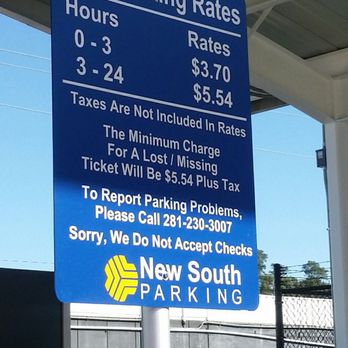 Rates
Hours Rates
0 - 3 $3.70
3 - 24 $5.54
Taxes Are Not Included In Rates
The Minimum Charge
For A Lost / Missing
Ticket Will Be $5.54 Plus Tax
To Report Parking Problems,
Please Call 281-230-3007
Sorry, We Do Not Accept Checks
New South
PARKING